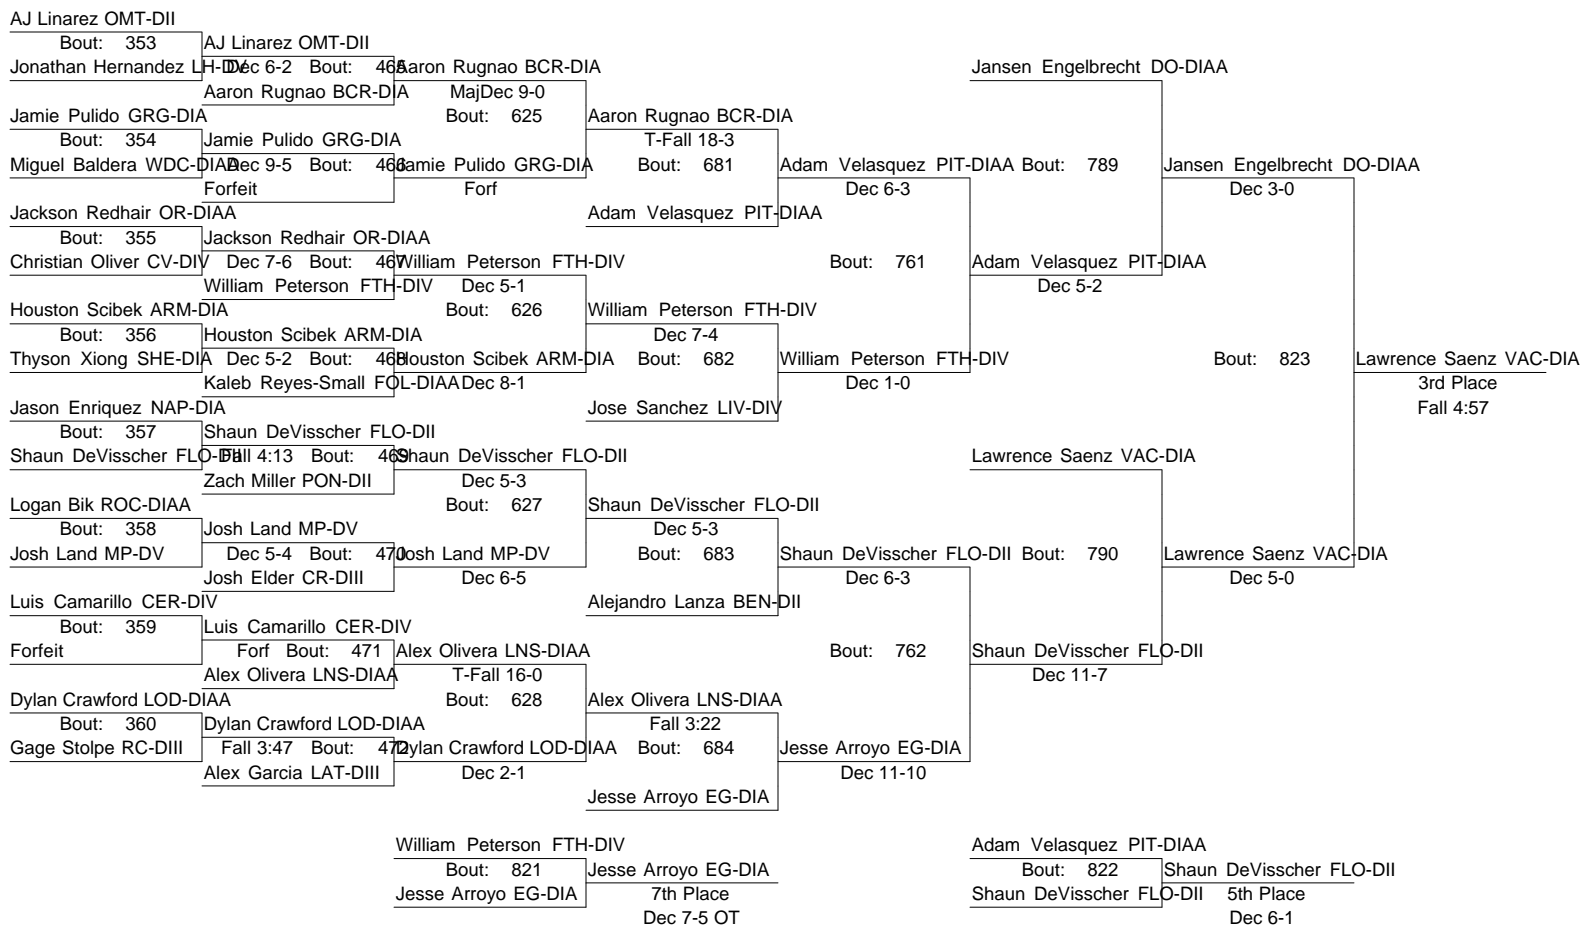 AJ Linarez OMT-DII
Bout: 353 AJ Linarez OMT-DII
Jonathan Hernandez LH-DIV Dec 6-2 Bout: 465 Aaron Rugnao BCR-DIA Jansen Engelbrecht DO-DIAA
Aaron Rugnao BCR-DIA MajDec 9-0
Jamie Pulido GRG-DIA Bout: 625 Aaron Rugnao BCR-DIA
Bout: 354 Jamie Pulido GRG-DIA T-Fall 18-3
Miguel Baldera WDC-DIAA Dec 9-5 Bout: 466 Jamie Pulido GRG-DIA Bout: 681 Adam Velasquez PIT-DIAA Bout: 789 Jansen Engelbrecht DO-DIAA
Forfeit Forf Dec 6-3 Dec 3-0
Jackson Redhair OR-DIAA Adam Velasquez PIT-DIAA
Bout: 355 Jackson Redhair OR-DIAA
Christian Oliver CV-DIV Dec 7-6 Bout: 467 William Peterson FTH-DIV Bout: 761 Adam Velasquez PIT-DIAA
William Peterson FTH-DIV Dec 5-1 Dec 5-2
Houston Scibek ARM-DIA Bout: 626 William Peterson FTH-DIV
Bout: 356 Houston Scibek ARM-DIA Dec 7-4
Thyson Xiong SHE-DIA Dec 5-2 Bout: 468 Houston Scibek ARM-DIA Bout: 682 William Peterson FTH-DIV Bout: 823 Lawrence Saenz VAC-DIA
Kaleb Reyes-Small FOL-DIAA Dec 8-1 Dec 1-0 3rd Place
Jason Enriquez NAP-DIA Jose Sanchez LIV-DIV Fall 4:57
Bout: 357 Shaun DeVisscher FLO-DII
Shaun DeVisscher FLO-DII Fall 4:13 Bout: 469 Shaun DeVisscher FLO-DII Lawrence Saenz VAC-DIA
Zach Miller PON-DII Dec 5-3
Logan Bik ROC-DIAA Bout: 627 Shaun DeVisscher FLO-DII
Bout: 358 Josh Land MP-DV Dec 5-3
Josh Land MP-DV Dec 5-4 Bout: 470 Josh Land MP-DV Bout: 683 Shaun DeVisscher FLO-DII Bout: 790 Lawrence Saenz VAC-DIA
Josh Elder CR-DIII Dec 6-5 Dec 6-3 Dec 5-0
Luis Camarillo CER-DIV Alejandro Lanza BEN-DII
Bout: 359 Luis Camarillo CER-DIV
Forfeit Forf Bout: 471 Alex Olivera LNS-DIAA Bout: 762 Shaun DeVisscher FLO-DII
Alex Olivera LNS-DIAA T-Fall 16-0 Dec 11-7
Dylan Crawford LOD-DIAA Bout: 628 Alex Olivera LNS-DIAA
Bout: 360 Dylan Crawford LOD-DIAA Fall 3:22
Gage Stolpe RC-DIII Fall 3:47 Bout: 472 Dylan Crawford LOD-DIAA Bout: 684 Jesse Arroyo EG-DIA
Alex Garcia LAT-DIII Dec 2-1 Dec 11-10
Jesse Arroyo EG-DIA
William Peterson FTH-DIV Adam Velasquez PIT-DIAA
Bout: 821 Jesse Arroyo EG-DIA Bout: 822 Shaun DeVisscher FLO-DII
Jesse Arroyo EG-DIA 7th Place Shaun DeVisscher FLO-DII 5th Place
Dec 7-5 OT Dec 6-1